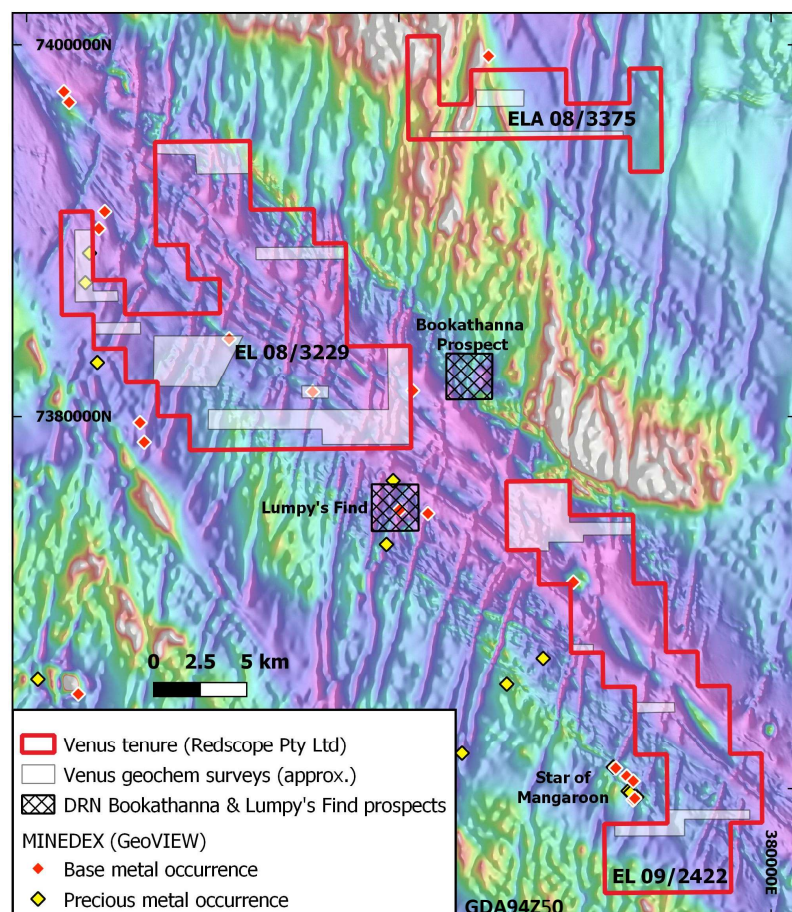 7400000N
ELA 08/3375
Bookathanna
Prospect
EL 08/3229
7380000N
Lumpy's Find
0 2.5 5 km
Star of
Mangaroon
380000E
EL 09/2422
GDA94Z50
Venus tenure (Redscope Pty Ltd)
Venus geochem surveys (approx.)
DRN Bookathanna & Lumpy's Find prospects
MINEDEX (GeoVIEW)
Base metal occurrence
Precious metal occurrence